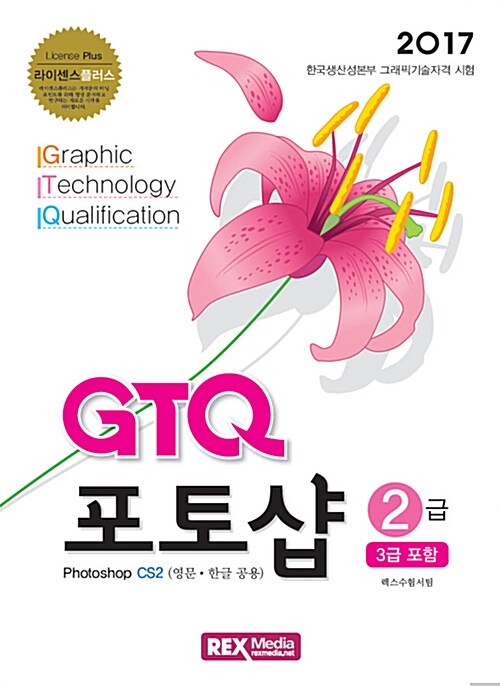 License Plus
라이센스플러스
2017
한국생산성본부 그래픽기술자격 시험
Graphic
Technology
Qualification
GTQ
포토샵
2급
3급 포함
Photoshop CS2 (영문·한글 공용)
렉스수험서팀
REX Media
rexmedia.net